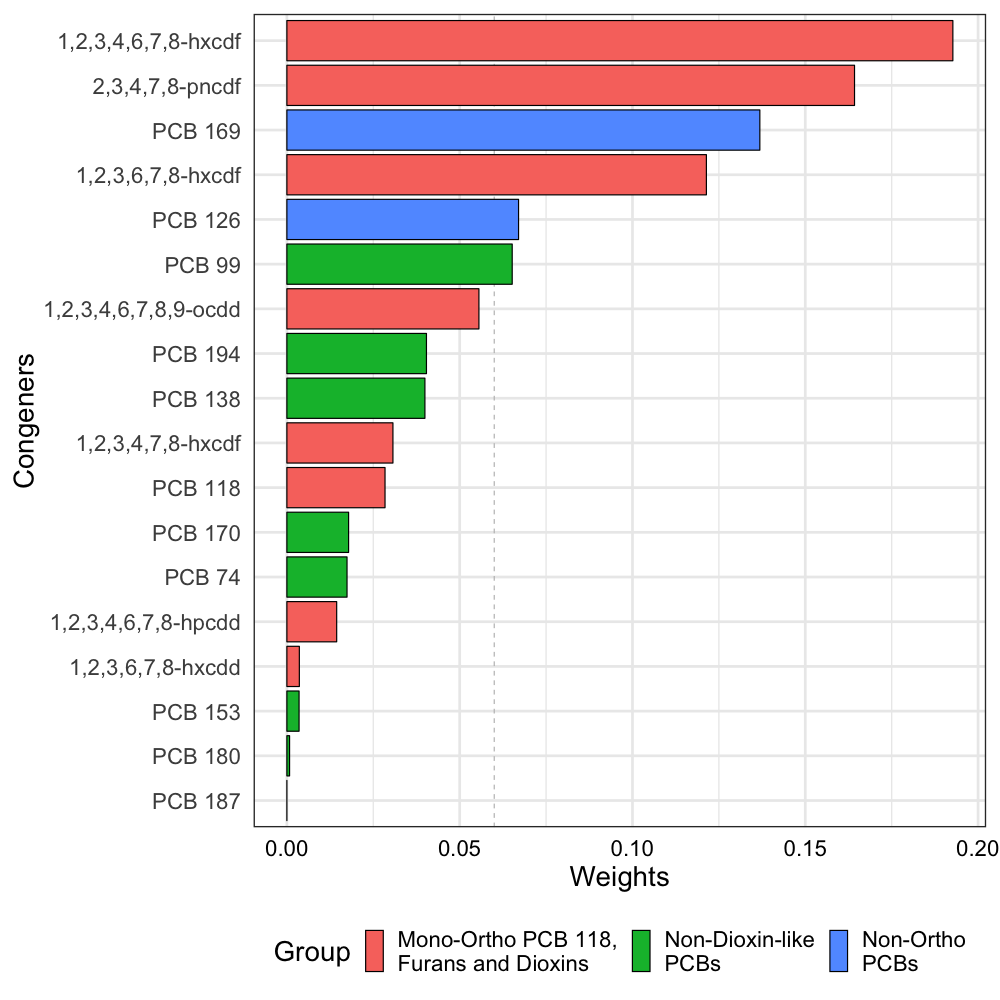 1,2,3,4,6,7,8-hxcdf
2,3,4,7,8-pncdf
PCB 169
1,2,3,6,7,8-hxcdf
PCB 126
PCB 99
1,2,3,4,6,7,8,9-ocdd
PCB 194
PCB 138
1,2,3,4,7,8-hxcdf
PCB 118
PCB 170
PCB 74
1,2,3,4,6,7,8-hpcdd
1,2,3,6,7,8-hxcdd
PCB 153
PCB 180
PCB 187
Congeners
0.00 0.05 0.10 0.15 0.20
Weights
Group
Mono-Ortho PCB 118,
Furans and Dioxins
Non-Dioxin-like
PCBs
Non-Ortho
PCBs